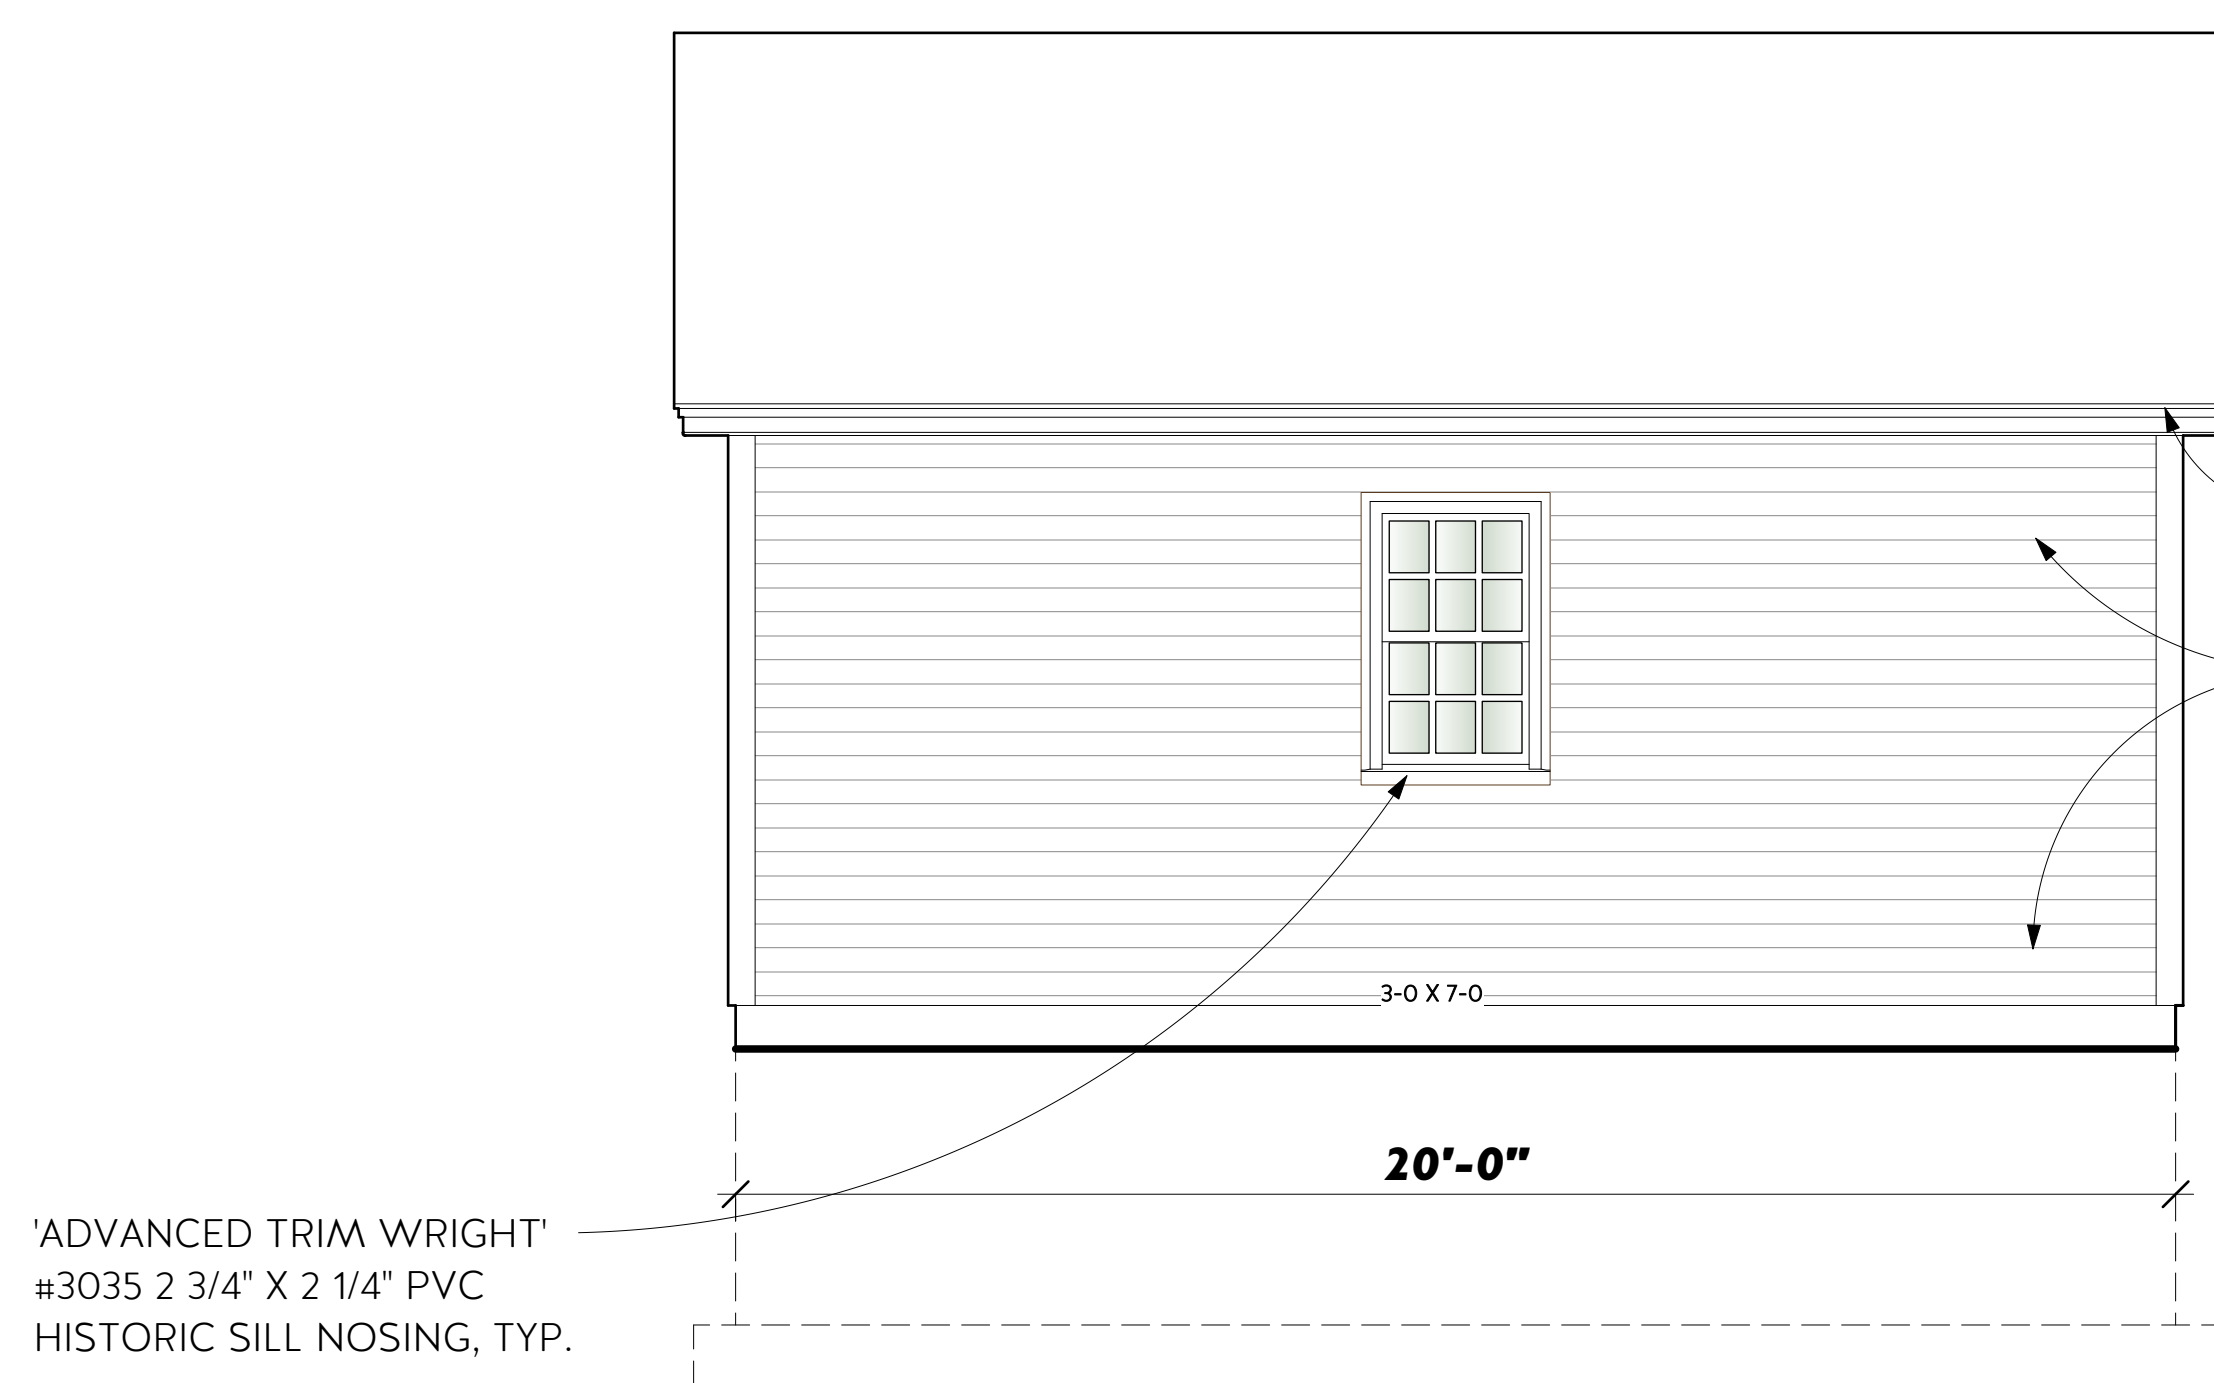 3-0 X 7-0
20'-0"
'ADVANCED TRIM WRIGHT'
#3035 2 3/4" X 2 1/4" PVC
HISTORIC SILL NOSING, TYP.